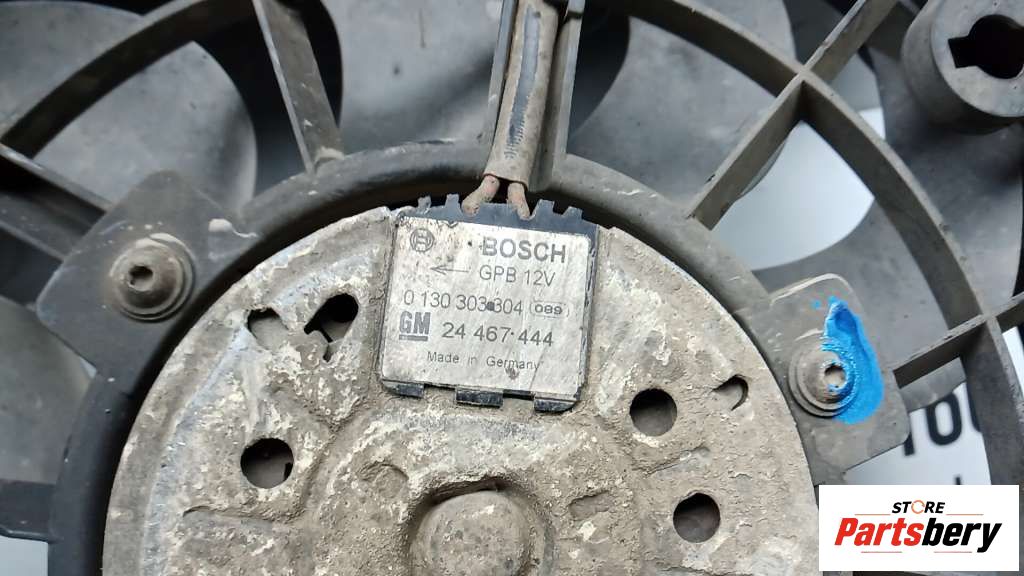 BOSCH
GPB 12V
0 130 303 304 (089)
GM 24 467 444
Made in Germany
STORE
Partsbery